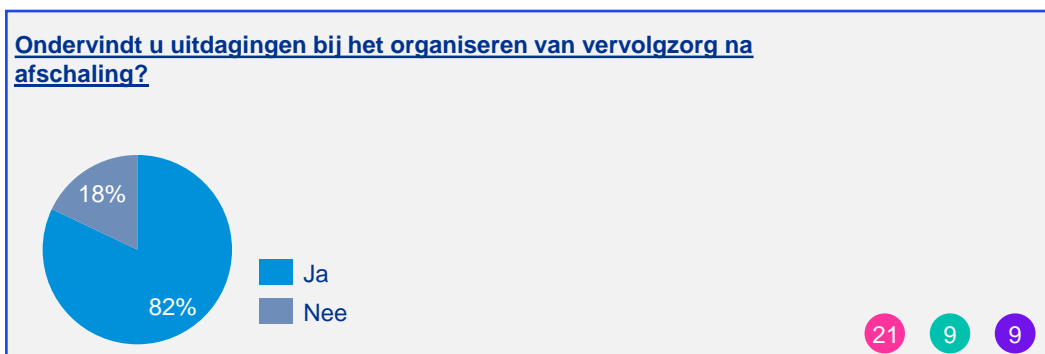 Ondervindt u uitdagingen bij het organiseren van vervolgzorg na
afschaling?
18%
82%
Ja
Nee
21 9 9